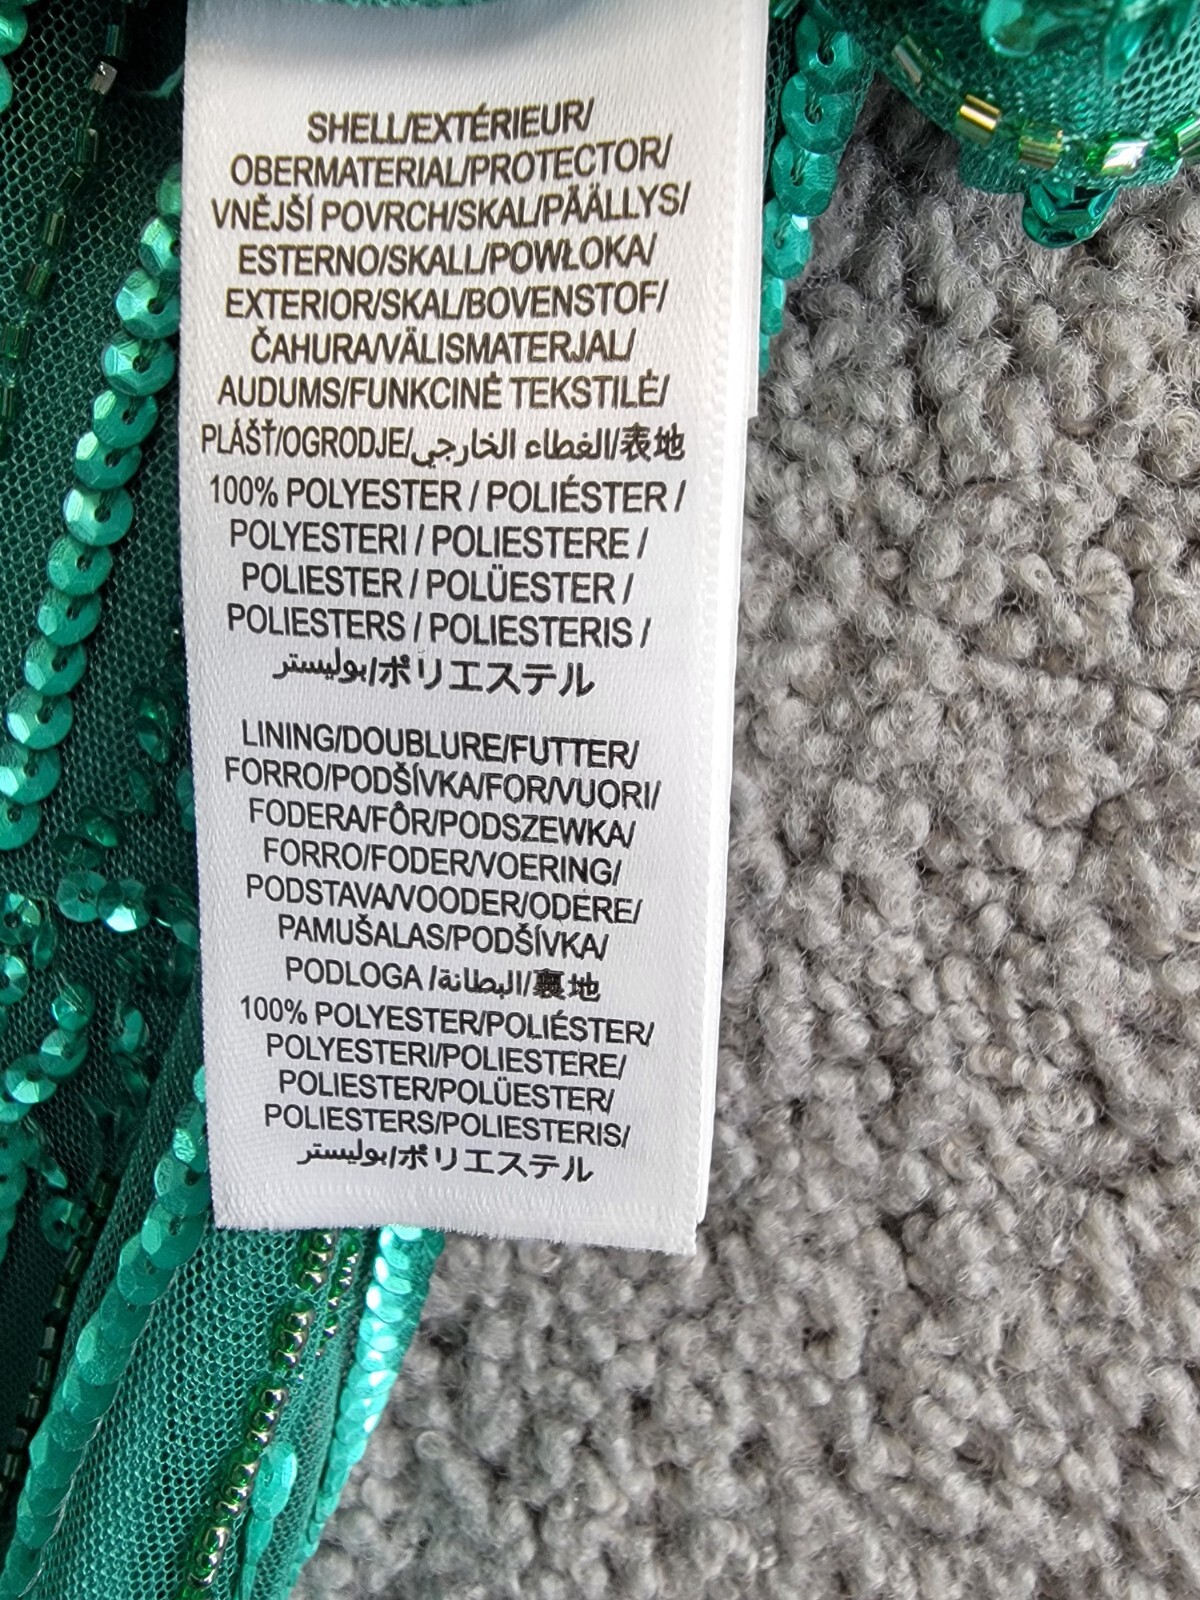 SHELL/EXTÉRIEUR/
OBERMATERIAL/PROTECTOR/
VNĚJŠÍ POVRCH/SKAL/PÄÄLLYS/
ESTERNO/SKALL/POWŁOKA/
EXTERIOR/SKAL/BOVENSTOF/
ČAHURA/VÄLISMATERJAL/
AUDUMS/FUNKCINĖ TEKSTILĖ/
PLÁŠŤ/OGRODJE/الغطاء الخارجي/表地
100% POLYESTER / POLIÉSTER /
POLYESTERI / POLIESTERE /
POLIESTER / POLÜESTER /
POLIESTERS / POLIESTERIS /
بوليستر/ポリエステル
LINING/DOUBLURE/FUTTER/
FORRO/PODŠÍVKA/FOR/VUORI/
FODERA/FÔR/PODSZEWKA/
FORRO/FODER/VOERING/
PODSTAVA/VOODER/ODERE/
PAMUŠALAS/PODŠÍVKA/
PODLOGA /البطانة/裏地
100% POLYESTER/POLIÉSTER/
POLYESTERI/POLIESTERE/
POLIESTER/POLÜESTER/
POLIESTERS/POLIESTERIS/
بوليستر/ポリエステル